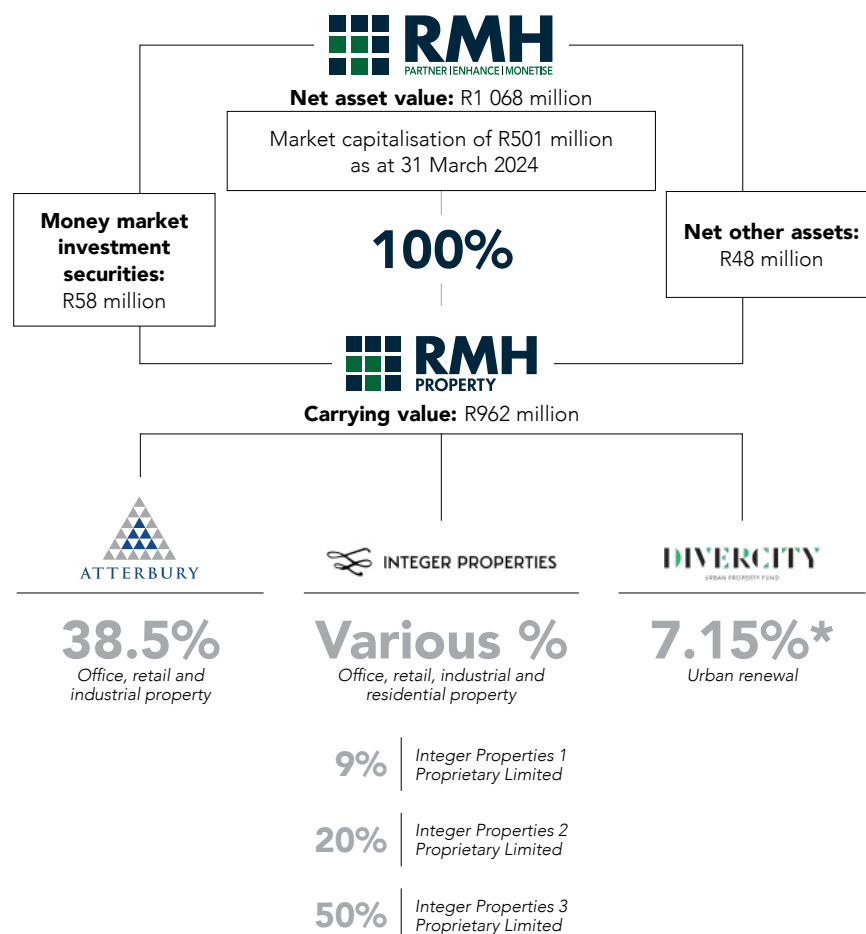 RMH
PARTNER | ENHANCE | MONETISE
Net asset value: R1 068 million
Market capitalisation of R501 million
as at 31 March 2024
Money market
investment
securities:
R58 million
100%
Net other assets:
R48 million
RMH
PROPERTY
Carrying value: R962 million
ATTERBURY
38.5%
Office, retail and
industrial property
INTEGER PROPERTIES
Various %
Office, retail, industrial and
residential property
9%
Integer Properties 1
Proprietary Limited
20%
Integer Properties 2
Proprietary Limited
50%
Integer Properties 3
Proprietary Limited
DIVERCITY
URBAN PROPERTY FUND
7.15%*
Urban renewal